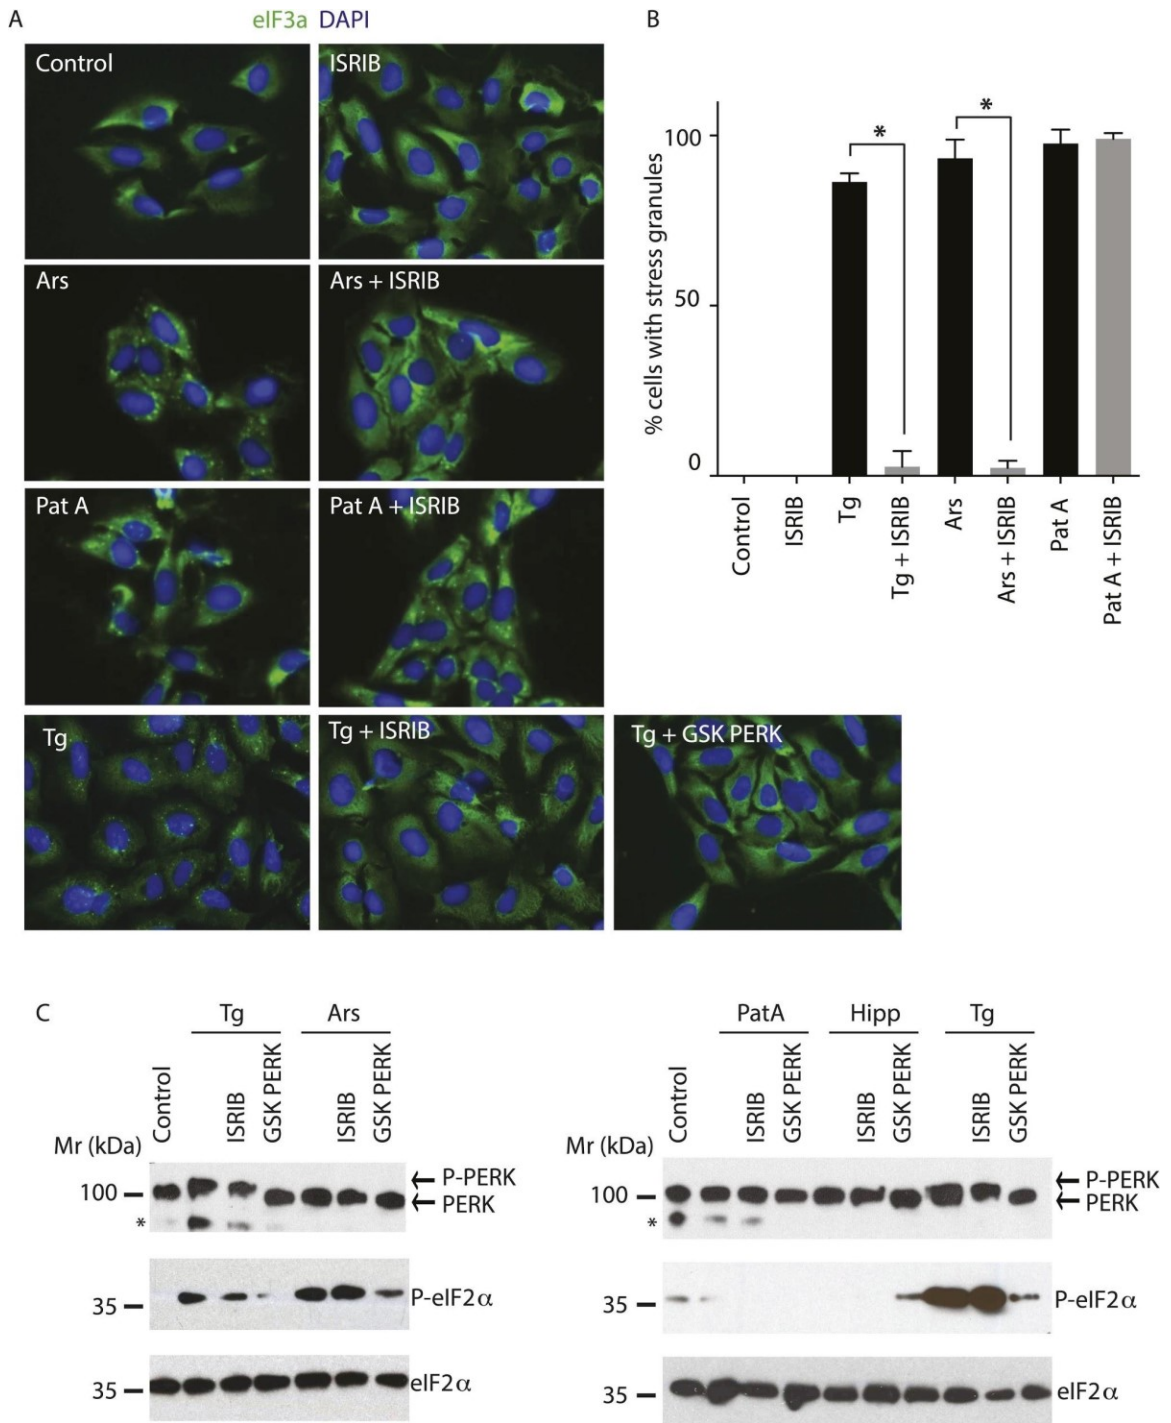 A
eIF3a DAPI
Control
ISRIB
Ars
Ars + ISRIB
Pat A
Pat A + ISRIB
Tg
Tg + ISRIB
Tg + GSK PERK
B
% cells with stress granules
100
50
0
*
*
Control
ISRIB
Tg
Tg + ISRIB
Ars
Ars + ISRIB
Pat A
Pat A + ISRIB
C
Tg
Ars
Control
ISRIB
GSK PERK
ISRIB
GSK PERK
Mr (kDa)
100
*
P-PERK
PERK
35
P-eIF2α
35
eIF2α
PatA
Hipp
Tg
Control
ISRIB
GSK PERK
ISRIB
GSK PERK
ISRIB
GSK PERK
Mr (kDa)
100
*
P-PERK
PERK
35
P-eIF2α
35
eIF2α